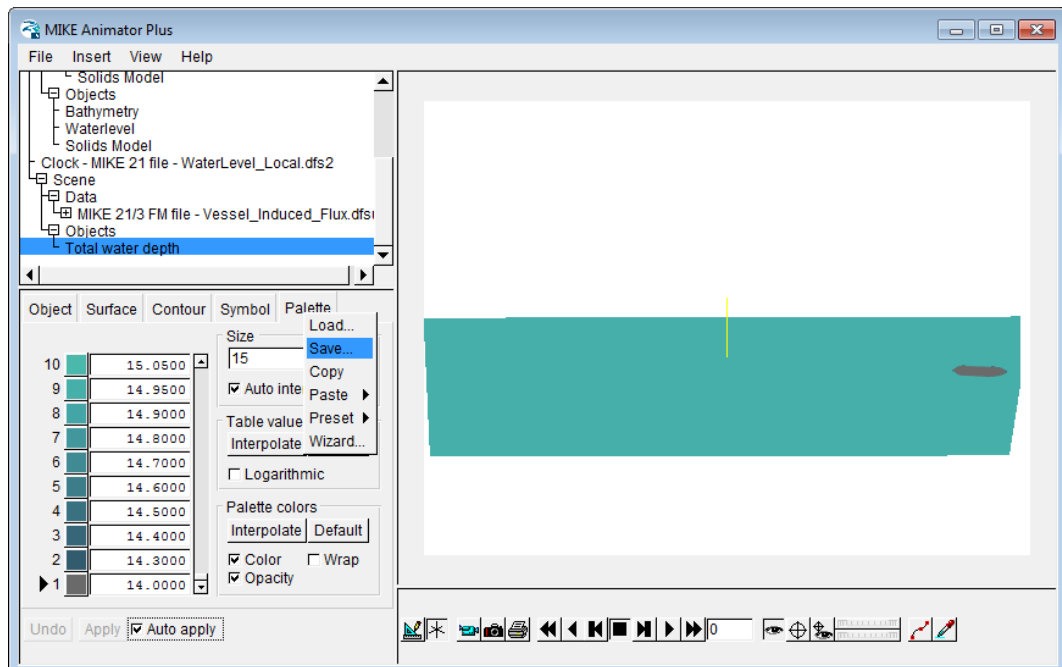 MIKE Animator Plus
File Insert View Help
Solids Model
Objects
Bathymetry
Waterlevel
Solids Model
Clock - MIKE 21 file - WaterLevel_Local.dfs2
Scene
Data
MIKE 21/3 FM file - Vessel_Induced_Flux.dfsu
Objects
Total water depth
Object Surface Contour Symbol Palette
Load...
Save...
Copy
Paste
Preset
Wizard...
Size
15
Auto inte
Table value
Interpolate
Logarithmic
Palette colors
Interpolate Default
Color Wrap
Opacity
10 15.0500
9 14.9500
8 14.9000
7 14.8000
6 14.7000
5 14.6000
4 14.5000
3 14.4000
2 14.3000
1 14.0000
Undo Apply Auto apply
0